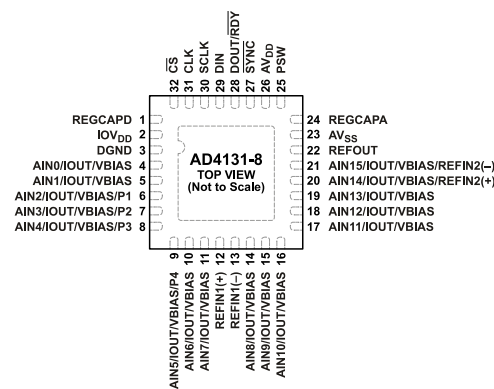 32 CS
31 CLK
30 SCLK
29 DIN
28 DOUT/RDY
27 SYNC
26 AVDD
25 PSW
REGCAPD 1
IOVDD 2
DGND 3
AIN0/IOUT/VBIAS 4
AIN1/IOUT/VBIAS 5
AIN2/IOUT/VBIAS/P1 6
AIN3/IOUT/VBIAS/P2 7
AIN4/IOUT/VBIAS/P3 8
AD4131-8
TOP VIEW
(Not to Scale)
24 REGCAPA
23 AVSS
22 REFOUT
21 AIN15/IOUT/VBIAS/REFIN2(–)
20 AIN14/IOUT/VBIAS/REFIN2(+)
19 AIN13/IOUT/VBIAS
18 AIN12/IOUT/VBIAS
17 AIN11/IOUT/VBIAS
AIN5/IOUT/VBIAS/P4 9
AIN6/IOUT/VBIAS 10
AIN7/IOUT/VBIAS 11
REFIN1(+) 12
REFIN1(–) 13
AIN8/IOUT/VBIAS 14
AIN9/IOUT/VBIAS 15
AIN10/IOUT/VBIAS 16